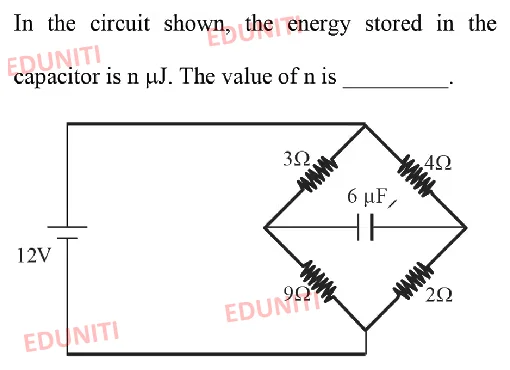 In the circuit shown, the energy stored in the
EDUNITI
EDUNITI
capacitor is n μJ. The value of n is _________.
3Ω
4Ω
6 μF
12V
9Ω
2Ω
EDUNITI
EDUNITI